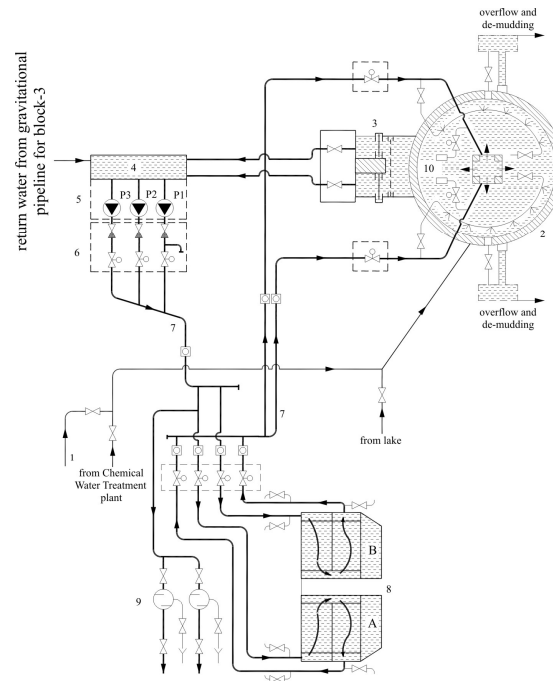 overflow and
de-mudding
return water from gravitational
pipeline for block-3
3
4
10
P3
P2
P1
5
2
6
overflow and
de-mudding
7
7
1
from Chemical
Water Treatment
plant
from lake
B
8
9
A